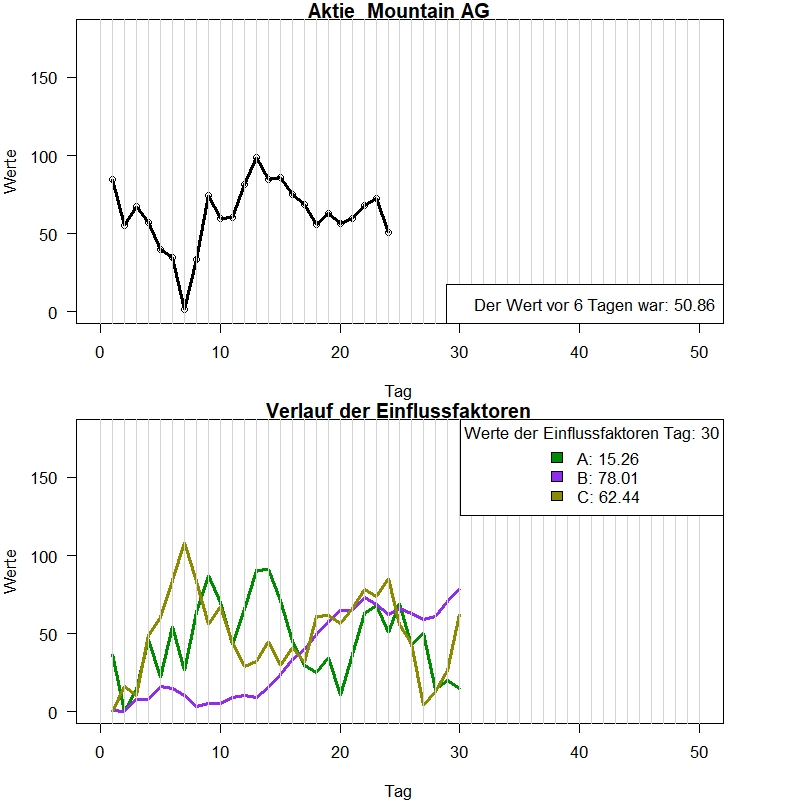 Aktie  Mountain AG
Werte
150
100
50
0
Der Wert vor 6 Tagen war: 50.86
0 10 20 30 40 50
Tag
Verlauf der Einflussfaktoren
Werte
150
100
50
0
Werte der Einflussfaktoren Tag: 30
A: 15.26
B: 78.01
C: 62.44
0 10 20 30 40 50
Tag